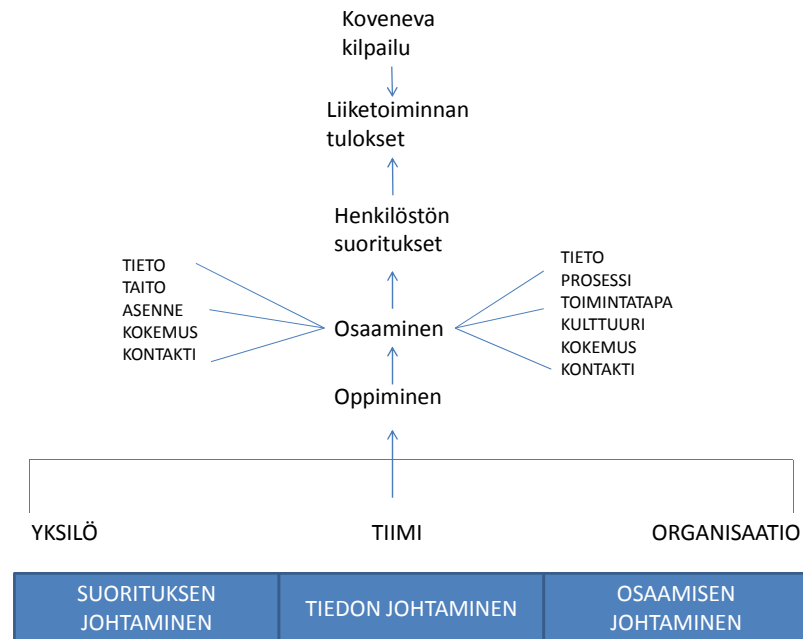 Koveneva
kilpailu
Liiketoiminnan
tulokset
Henkilöstön
suoritukset
TIETO
TAITO
ASENNE
KOKEMUS
KONTAKTI
Osaaminen
TIETO
PROSESSI
TOIMINTATAPA
KULTTUURI
KOKEMUS
KONTAKTI
Oppiminen
YKSILÖ
TIIMI
ORGANISAATIO
SUORITUKSEN
JOHTAMINEN
TIEDON JOHTAMINEN
OSAAMISEN
JOHTAMINEN